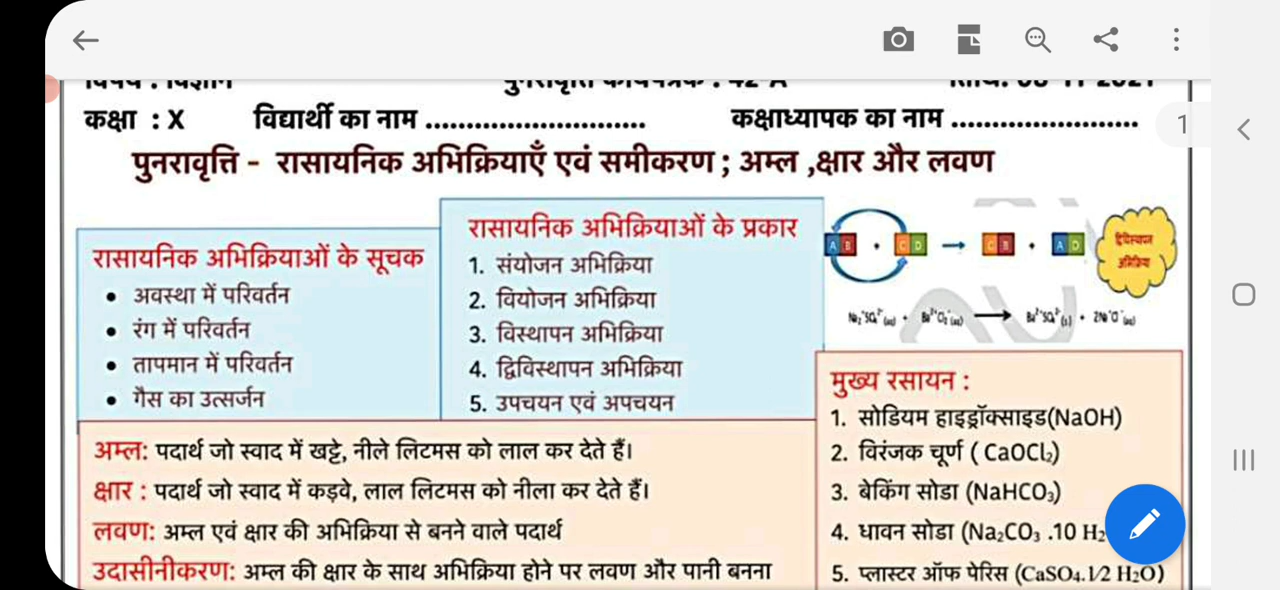 कक्षा : X विद्यार्थी का नाम ........................... कक्षाध्यापक का नाम .......................
1
पुनरावृत्ति - रासायनिक अभिक्रियाएँ एवं समीकरण ; अम्ल ,क्षार और लवण
रासायनिक अभिक्रियाओं के सूचक
• अवस्था में परिवर्तन
• रंग में परिवर्तन
• तापमान में परिवर्तन
• गैस का उत्सर्जन
रासायनिक अभिक्रियाओं के प्रकार
1. संयोजन अभिक्रिया
2. वियोजन अभिक्रिया
3. विस्थापन अभिक्रिया
4. द्विविस्थापन अभिक्रिया
5. उपचयन एवं अपचयन
A B + C D → C B + A D
द्विविस्थापन
अभिक्रिया
अम्ल: पदार्थ जो स्वाद में खट्टे, नीले लिटमस को लाल कर देते हैं।
क्षार : पदार्थ जो स्वाद में कड़वे, लाल लिटमस को नीला कर देते हैं।
लवण: अम्ल एवं क्षार की अभिक्रिया से बनने वाले पदार्थ
उदासीनीकरण: अम्ल की क्षार के साथ अभिक्रिया होने पर लवण और पानी बनना
मुख्य रसायन :
1. सोडियम हाइड्रॉक्साइड(NaOH)
2. विरंजक चूर्ण ( CaOCl₂)
3. बेकिंग सोडा (NaHCO₃)
4. धावन सोडा (Na₂CO₃ .10 H₂
5. प्लास्टर ऑफ पेरिस (CaSO₄.1⁄2 H₂O)